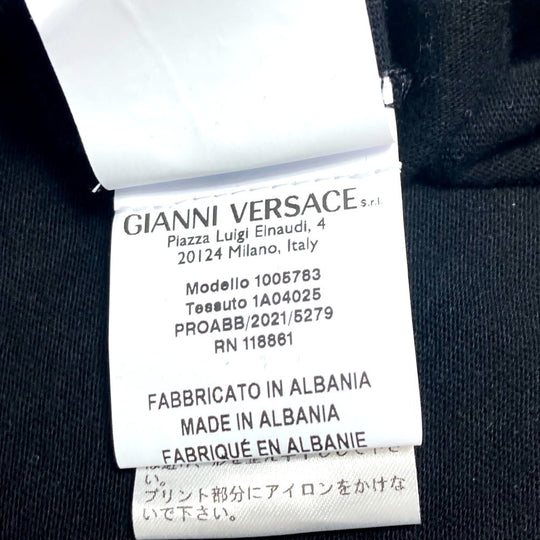 GIANNI VERSACE s.r.l.
Piazza Luigi Einaudi, 4
20124 Milano, Italy
Modello 1005783
Tessuto 1A04025
PROABB/2021/5279
RN 118861
FABBRICATO IN ALBANIA
MADE IN ALBANIA
FABRIQUÉ EN ALBANIE
い。
プリント部分にアイロンをかけな
いで下さい。